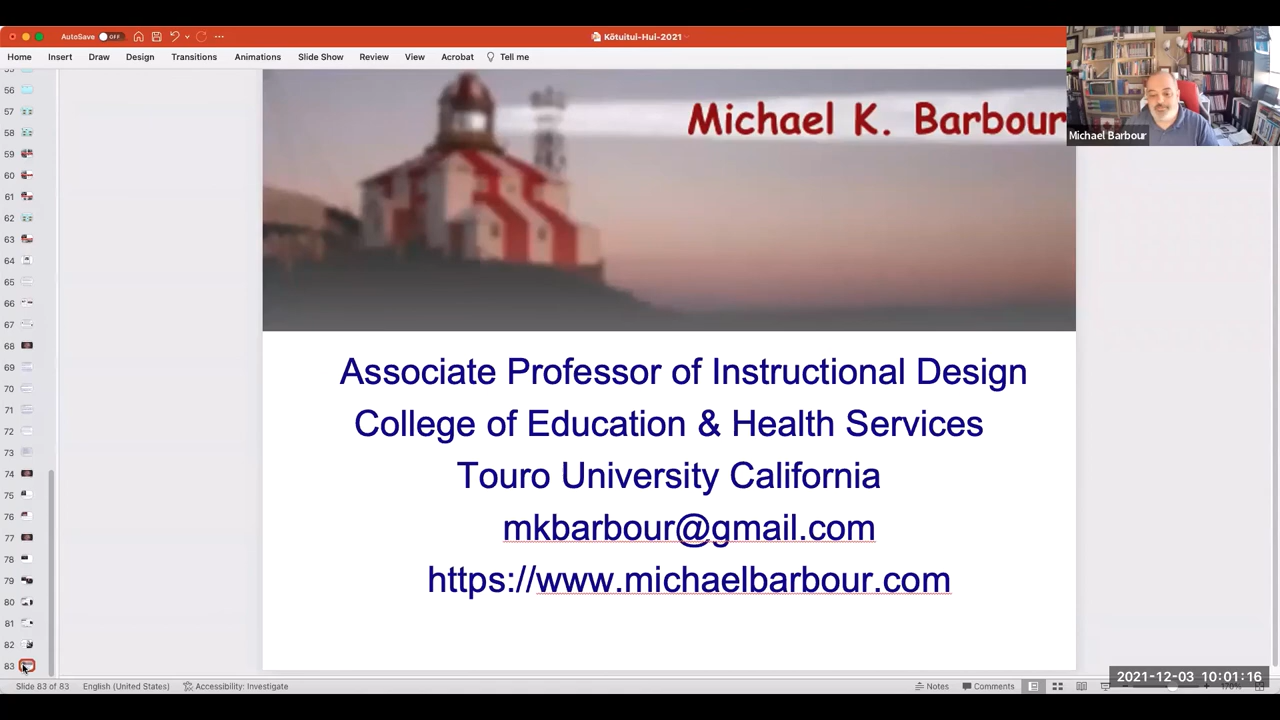 AutoSave OFF
Kōtuitui-Hui-2021
Home Insert Draw Design Transitions Animations Slide Show Review View Acrobat Tell me
Michael K. Barbour
Michael Barbour
56
57
58
59
60
61
62
63
64
65
66
67
68
69
70
71
72
73
74
75
76
77
78
79
80
81
82
83
Associate Professor of Instructional Design
College of Education & Health Services
Touro University California
mkbarbour@gmail.com
https://www.michaelbarbour.com
Slide 83 of 83 English (United States) Accessibility: Investigate Notes Comments
2021-12-03 10:01:16